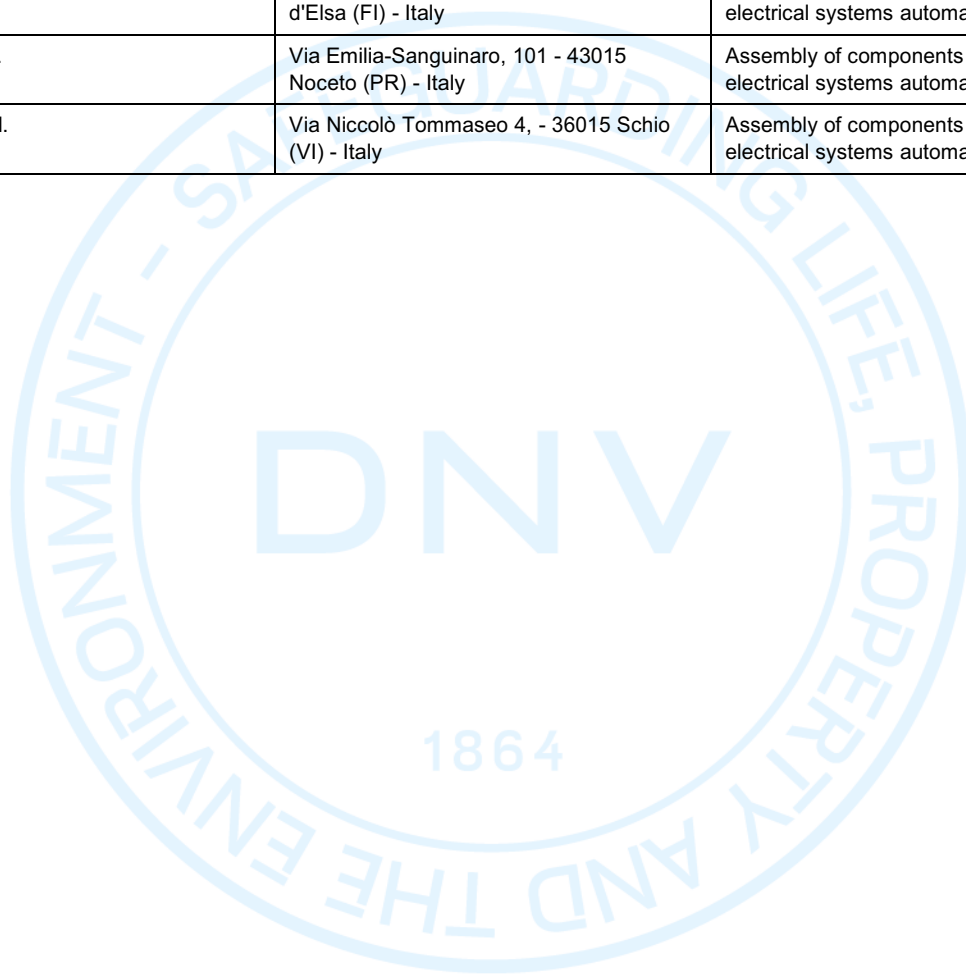 d'Elsa (FI) - Italy
electrical systems automa
.
Via Emilia-Sanguinaro, 101 - 43015
Noceto (PR) - Italy
Assembly of components
electrical systems automa
l.
Via Niccolò Tommaseo 4, - 36015 Schio
(VI) - Italy
Assembly of components
electrical systems automa
SAFEGUARDING LIFE, PROPERTY AND THE ENVIRONMENT -
DNV
1864